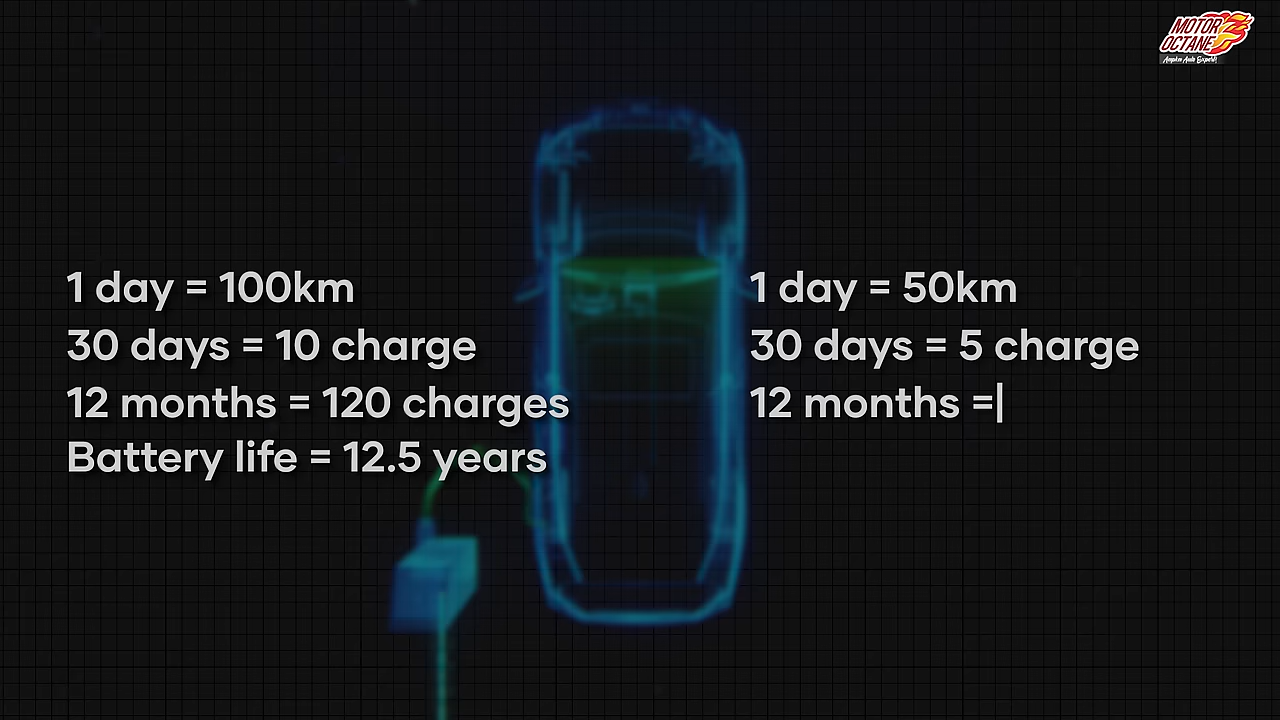 MOTOR
OCTANE
1 day = 100km
30 days = 10 charge
12 months = 120 charges
Battery life = 12.5 years
1 day = 50km
30 days = 5 charge
12 months =|